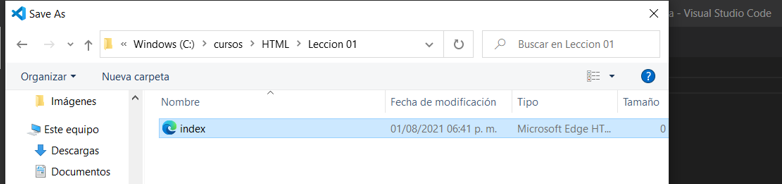 Save As
a - Visual Studio Code
« Windows (C:) > cursos > HTML > Leccion 01
Buscar en Leccion 01
Organizar
Nueva carpeta
?
Imágenes
Este equipo
Descargas
Documentos
Nombre Fecha de modificación Tipo Tamaño
index 01/08/2021 06:41 p. m. Microsoft Edge HT... 0